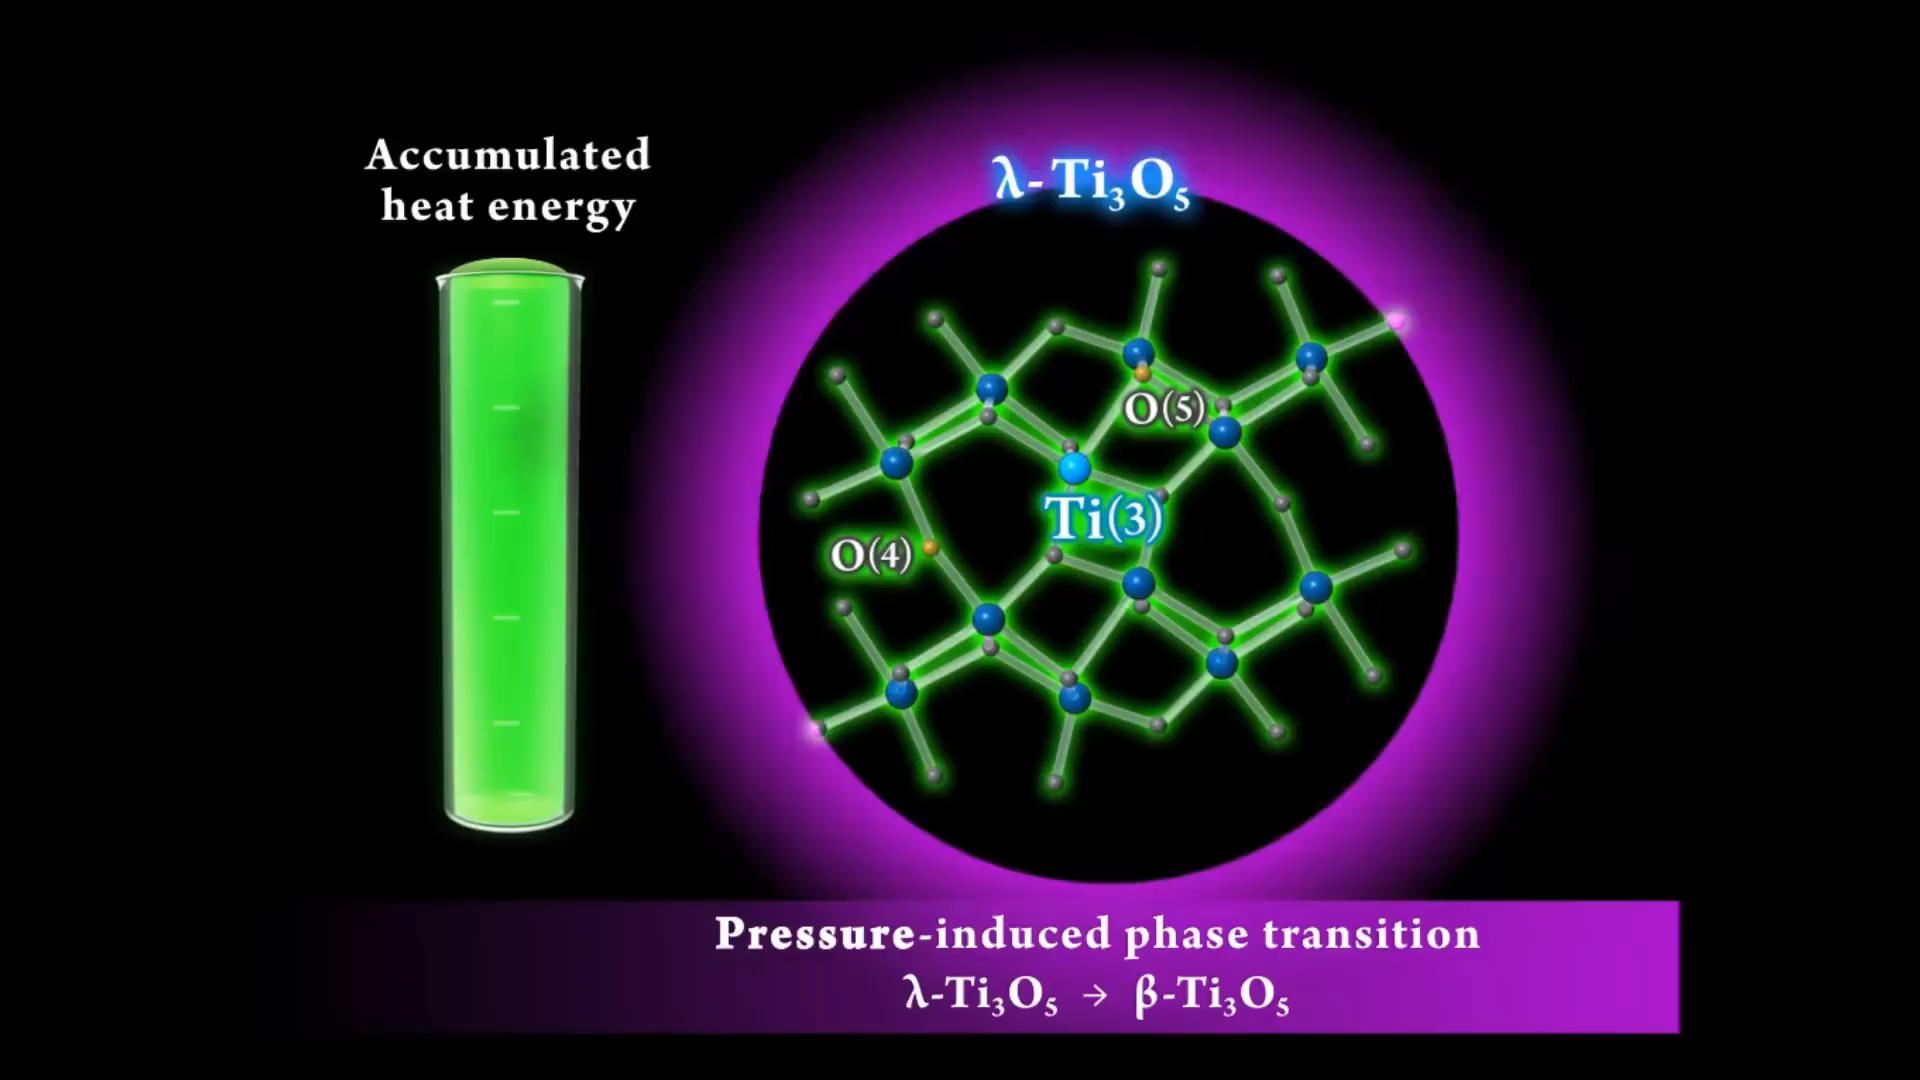 Accumulated
heat energy
λ-Ti₃O₅
O(5)
Ti(3)
O(4)
Pressure-induced phase transition
λ-Ti₃O₅ → β-Ti₃O₅